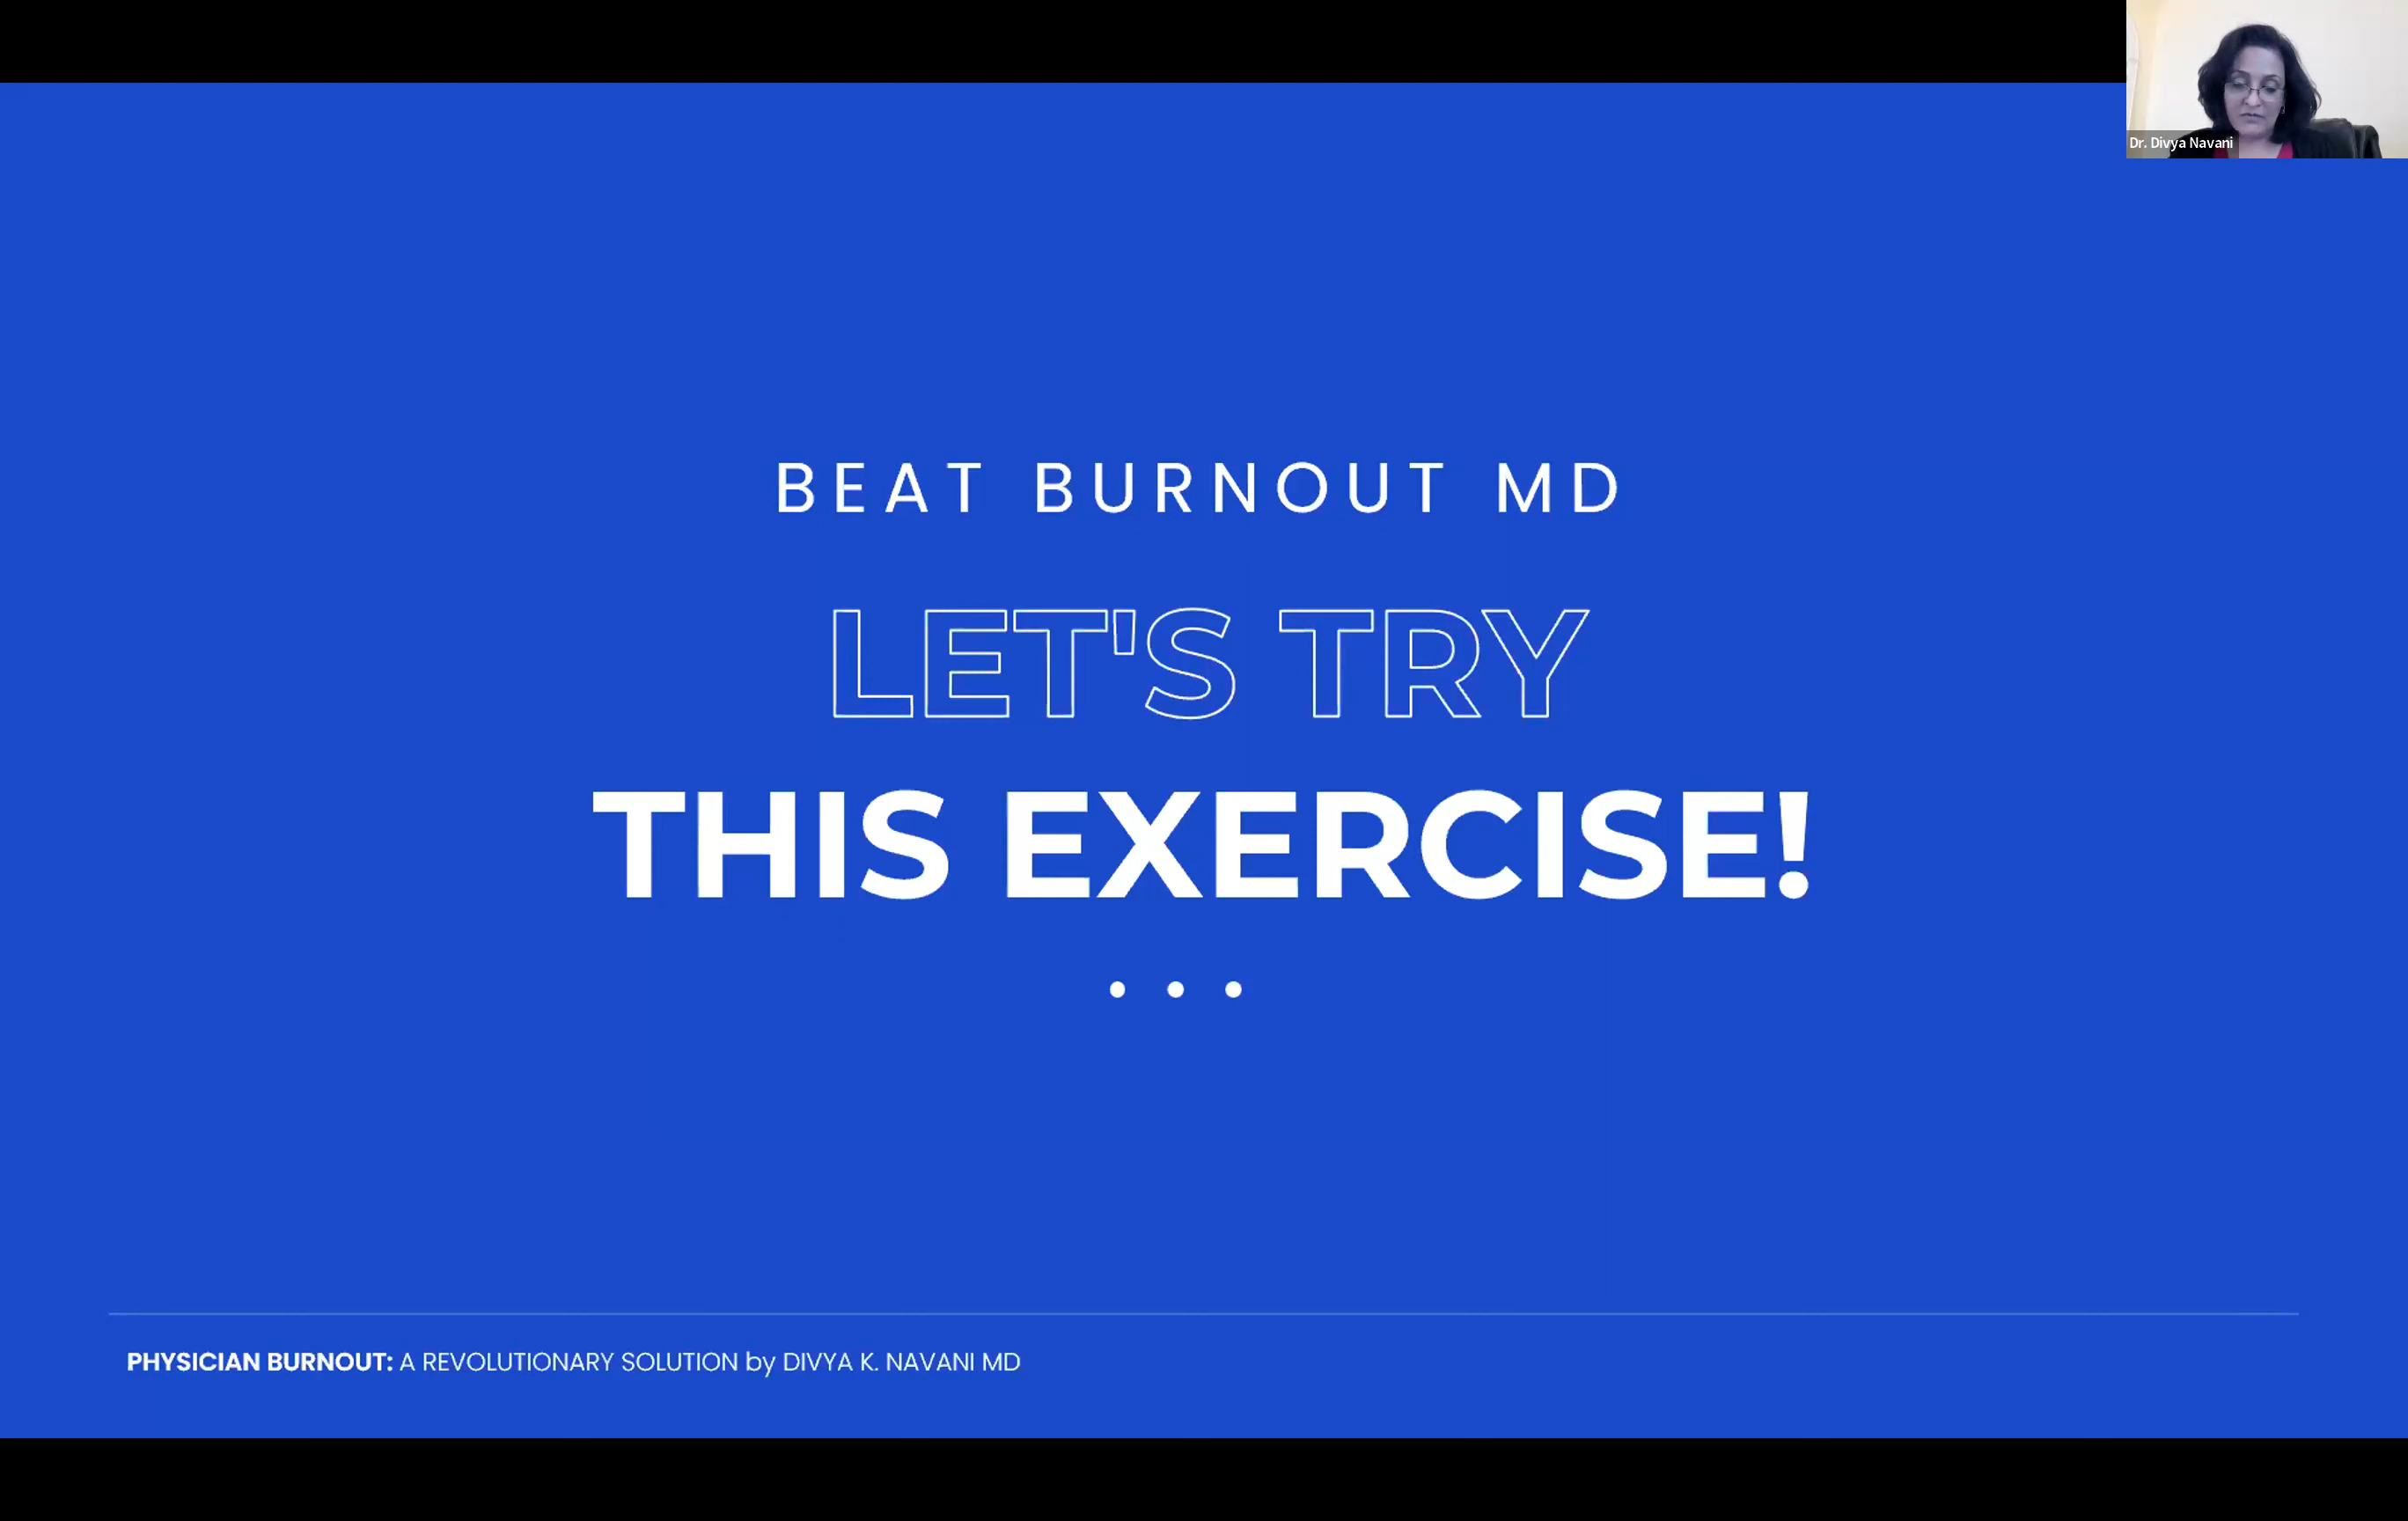 Dr. Divya Navani
BEAT BURNOUT MD
LET'S TRY
THIS EXERCISE!
PHYSICIAN BURNOUT: A REVOLUTIONARY SOLUTION by DIVYA K. NAVANI MD